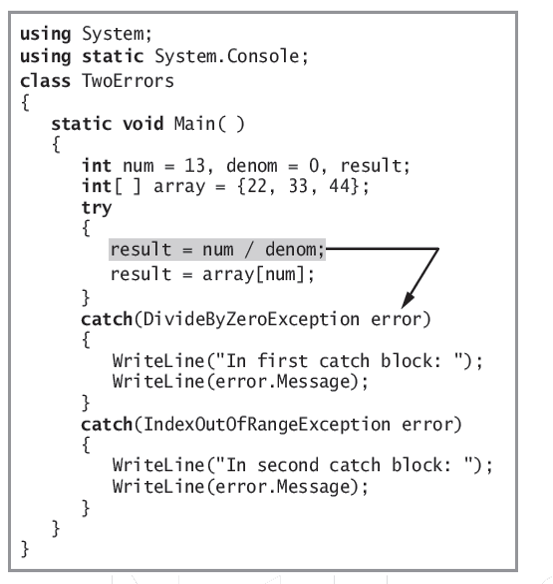 using System;
using static System.Console;
class TwoErrors
{
   static void Main( )
   {
      int num = 13, denom = 0, result;
      int[ ] array = {22, 33, 44};
      try
      {
         result = num / denom;
         result = array[num];
      }
      catch(DivideByZeroException error)
      {
         WriteLine("In first catch block: ");
         WriteLine(error.Message);
      }
      catch(IndexOutOfRangeException error)
      {
         WriteLine("In second catch block: ");
         WriteLine(error.Message);
      }
   }
}